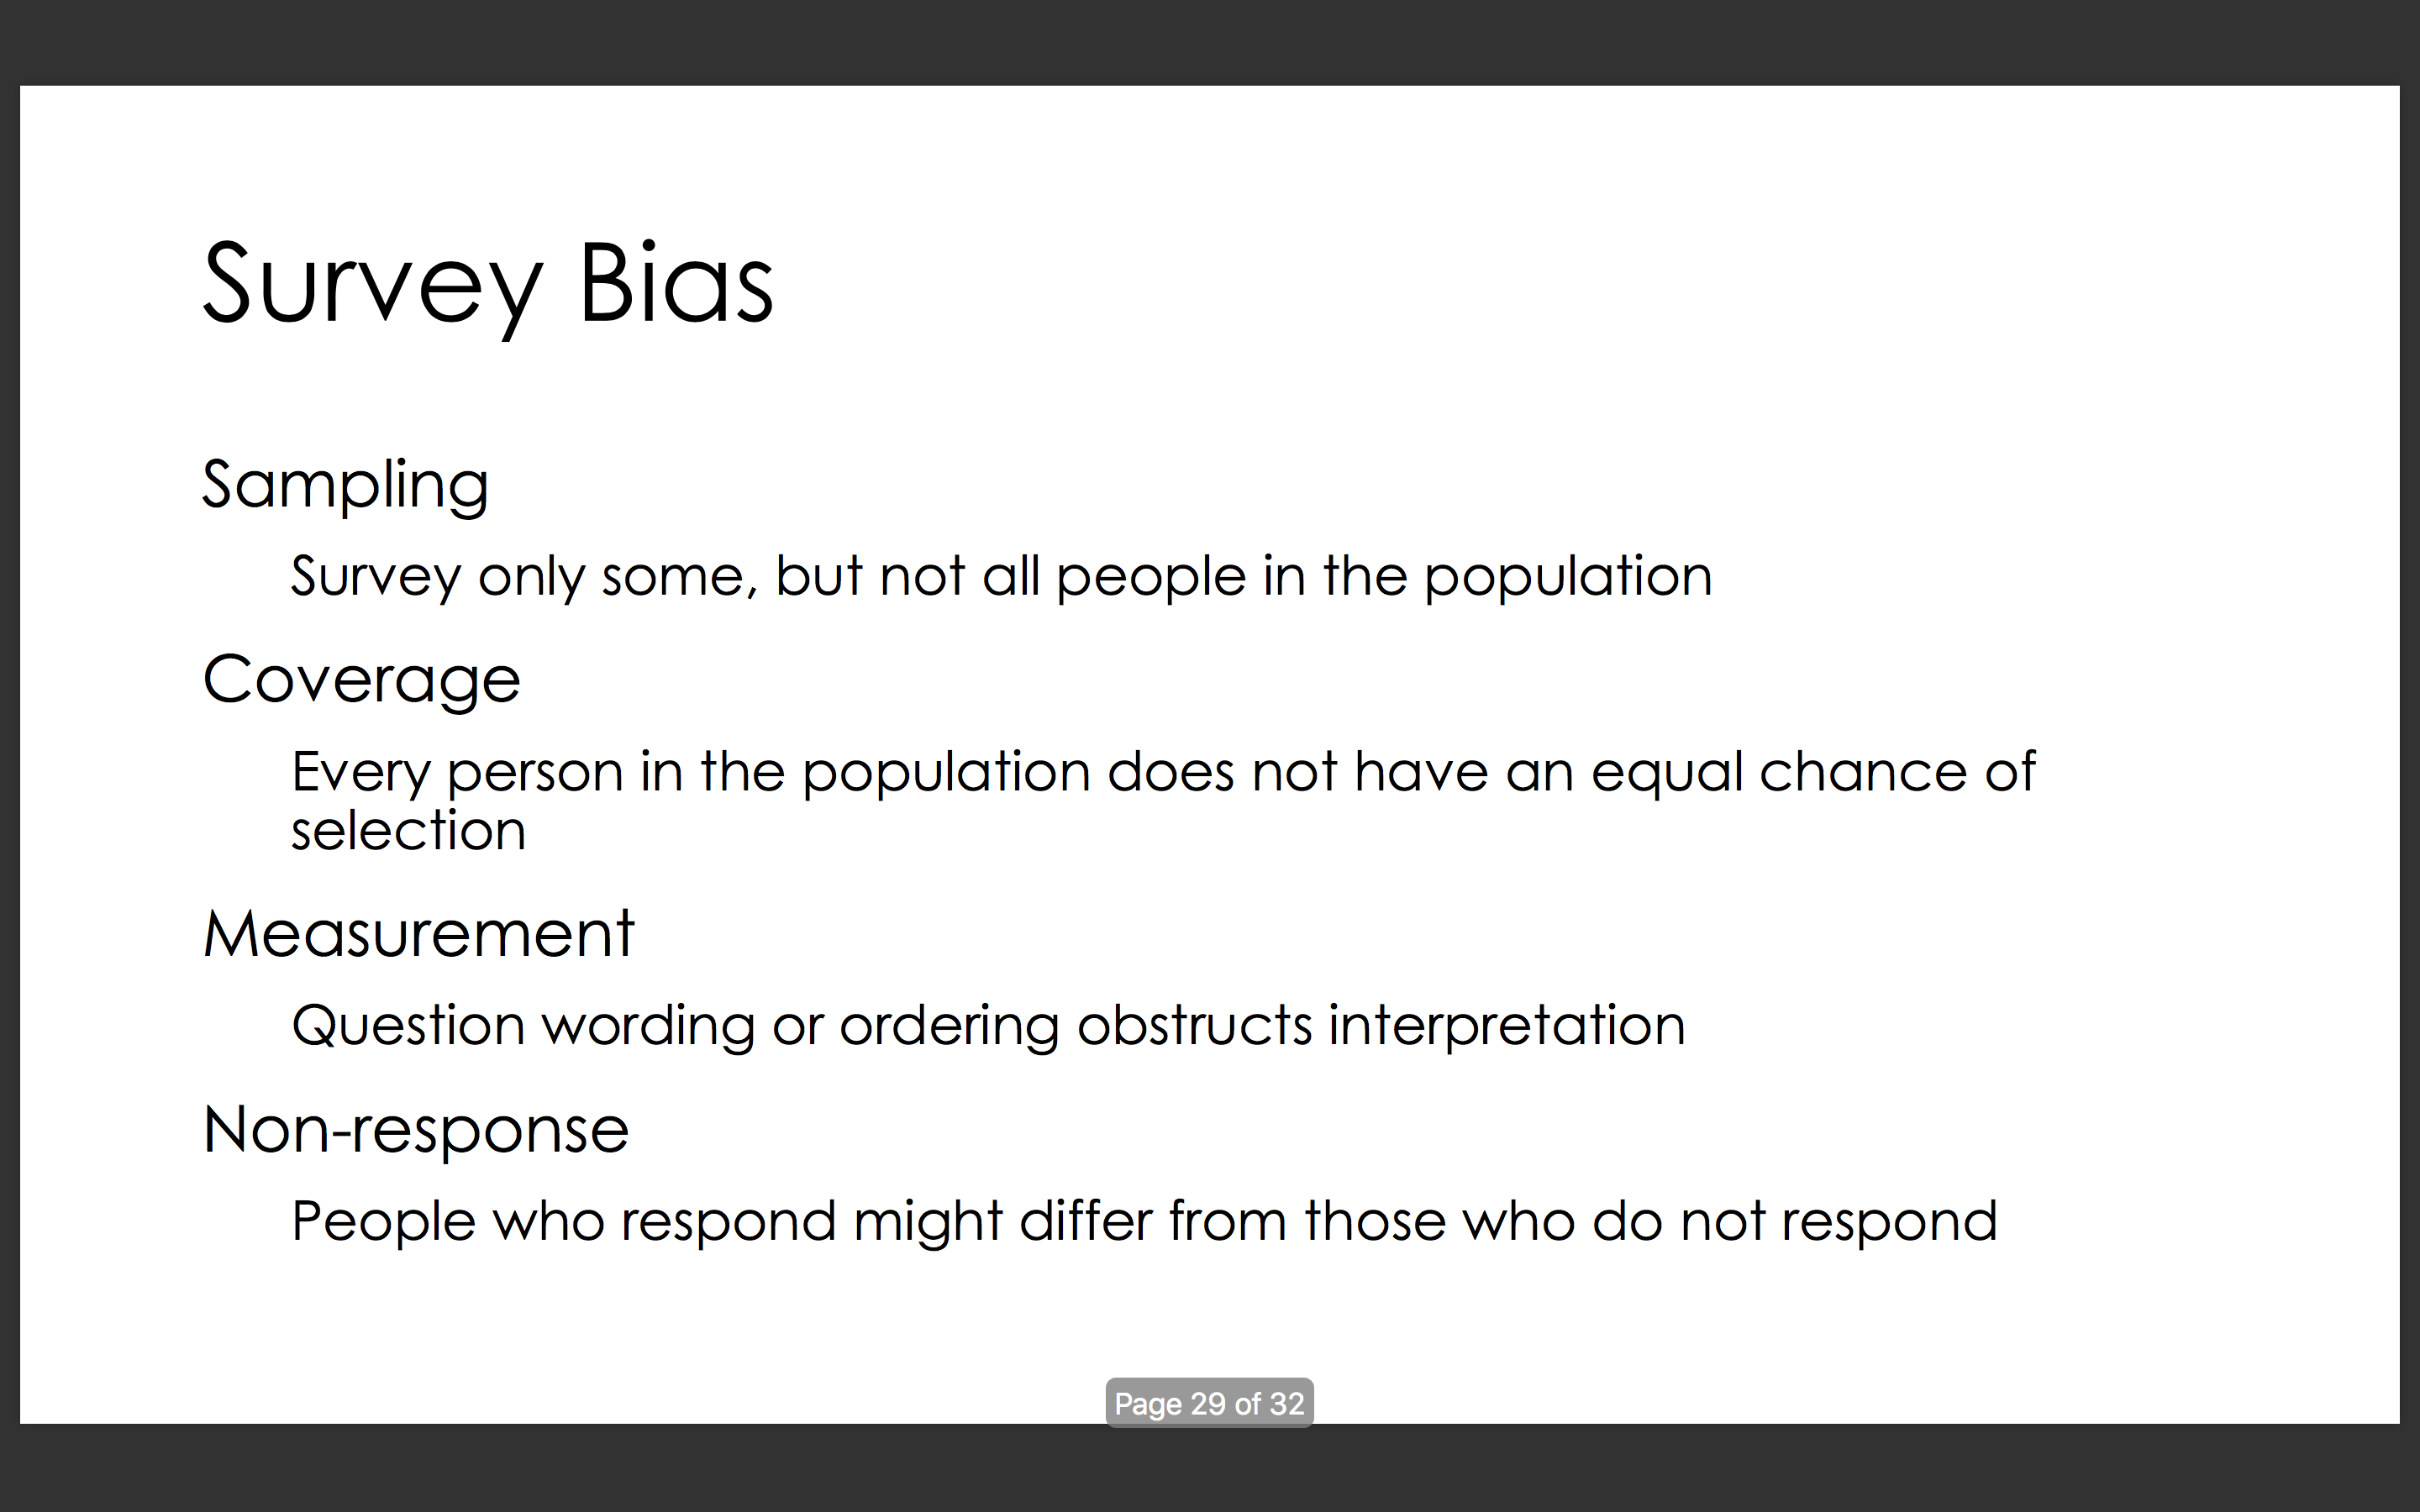 Survey Bias
Sampling
Survey only some, but not all people in the population
Coverage
Every person in the population does not have an equal chance of
selection
Measurement
Question wording or ordering obstructs interpretation
Non-response
People who respond might differ from those who do not respond
Page 29 of 32